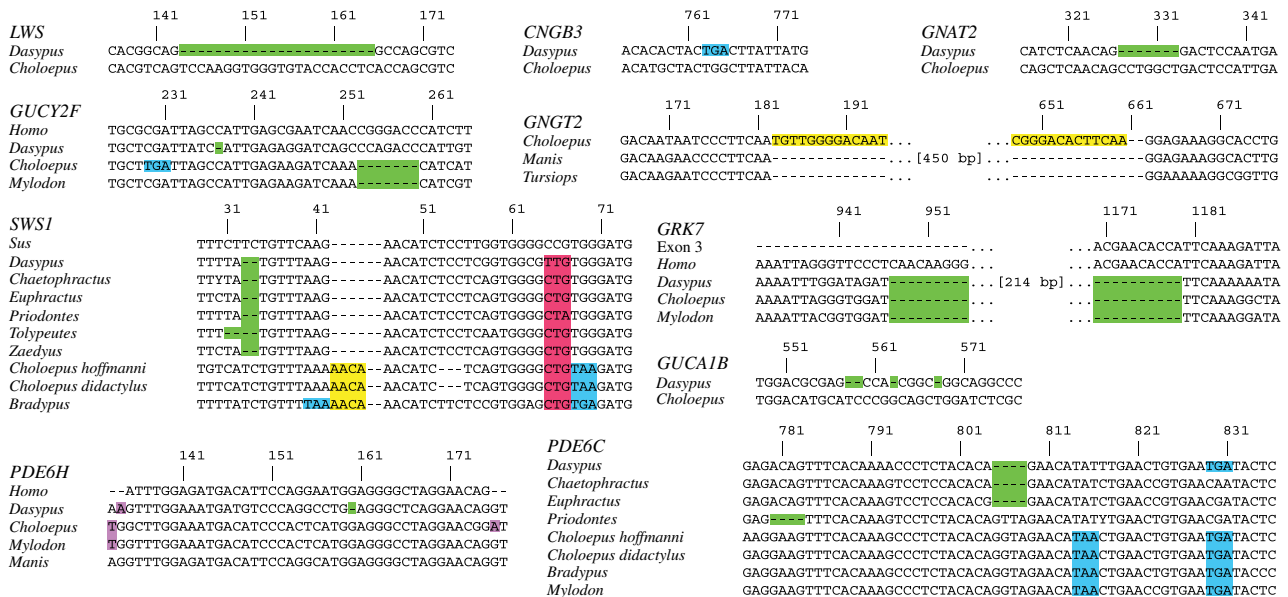 LWS
141 151 161 171
Dasypus CACGGCAG----------------------GCCAGCGTC
Choloepus CACGTCAGTCCAAGGTGGGTGTACCACCTCACCAGCGTC
CNGB3
761 771
Dasypus ACACACTACTGACTTATTATG
Choloepus ACATGCTACTGGCTTATTACA
GNAT2
321 331 341
Dasypus CATCTCAACAG-------GACTCCAATGA
Choloepus CAGCTCAACAGCCTGGCTGACTCCATTGA
GUCY2F
231 241 251 261
Homo TGCGCGATTAGCCATTGAGCGAATCAACCGGGACCCATCTT
Dasypus TGCTCGATTATC-ATTGAGAGGATCAGCCCAGACCCATTGT
Choloepus TGCTTGATTAGCCATTGAGAAGATCAAA-------CATCAT
Mylodon TGCTCGATTAGCCATTGAGAAGATCAAA-------CATCGT
GNGT2
171 181 191 651 661 671
Choloepus GACAATAATCCCTTCAATGTTGGGGACAAT... ...CGGGACACTTCAA--GGAGAAAGGCACCTG
Manis GACAAGAACCCCTTCAA-------------... [450 bp] ...---------------GGAGAAAGGCACTTG
Tursiops GACAAGAATCCCTTCAA-------------... ...---------------GGAAAAAGGCGGTTG
SWS1
31 41 51 61 71
Sus TTTCTTCTGTTCAAG------AACATCTCCTTGGTGGGGCCGTGGGATG
Dasypus TTTTA--TGTTTAAG------AACATCTCCTCGGTGGCGTTGTGGGATG
Chaetophractus TTYTA--TGTTTAAG------AACATCTCCTCAGTGGGGCTGTGGGATG
Euphractus TTCTA--TGTTTAAG------AACATCTCCTCAGTGGGGCTGTGGGATG
Priodontes TTTTA--TGTTTAAG------AACATCTCCTCAGTGGGGCTATGGGATG
Tolypeutes TTT----TGTTTAAG------AACATCTCCTCAATGGGGCTGTGGGATG
Zaedyus TTCTA--TGTTTAAG------AACATCTCCTCAGTGGGGCTGTGGGATG
Choloepus hoffmanni TGTCATCTGTTTAAAAACA--AACATC---TCAGTGGGGCTGTAAGATG
Choloepus didactylus TTTCATCTGTTTAAAAACA--AACATC---TCAGTGGGGCTGTAAGATG
Bradypus TTTTATCTGTTTTAAAACA--AACATCTTCTCCGTGGAGCTGTGAGATG
GRK7
941 951 1171 1181
Exon 3 ------------------------... ...ACGAACACCATTCAAAGATTA
Homo AAATTAGGGTTCCCTCAACAAGGG... ...ACGAACACCATTCAAAGATTA
Dasypus AAAATTTGGATAGAT---------... [214 bp] ...----------TTCAAAAAATA
Choloepus AAAATTAGGGTGGAT---------... ...----------TTCAAAGGCTA
Mylodon AAAATTACGGTGGAT---------... ...----------TTCAAAGGATA
GUCA1B
551 561 571
Dasypus TGGACGCGAG--CCA-CGGC-GGCAGGCCC
Choloepus TGGACATGCATCCCGGCAGCTGGATCTCGC
PDE6H
141 151 161 171
Homo --ATTTGGAGATGACATTCCAGGAATGGAGGGGCTAGGAACAG--
Dasypus AAGTTTGGAAATGATGTCCCAGGCCTG-AGGGCTCAGGAACAGGT
Choloepus TGGCTTGGAAATGACATCCCACTCATGGAGGGCCTAGGAACGGAT
Mylodon TGGTTTGGAAATGACATCCCACTCATGGAGGCCTAGGAACAGGT
Manis AGGTTTGGAGATGACATTCCAGGCATGGAGGGGCTAGGAACAGGT
PDE6C
781 791 801 811 821 831
Dasypus GAGACAGTTTCACAAAACCCTCTACACA----GAACATATTTGAACTGTGAATGATACTC
Chaetophractus GAGACAGTTTCACAAAGTCCTCCACACA----GAACATATCTGAACCGTGAACAATACTC
Euphractus GAGACAGTTTCACAAAGTCCTCCACACG----GAACATATCTGAACCGTGAACGATACTC
Priodontes GAG----TTTCACAAAGTCCTCTACACAGTTAGAACATATYTGAACTGTGAACGATACTC
Choloepus hoffmanni AAGGAAGTTTCACAAAGCCCTCTACACAGGTAGAACATAACTGAACTGTGAATGATACTC
Choloepus didactylus GAGGAAGTTTCACAAAGCCCTCTACACAGGTAGAACATAACTGAACTGTGAATGATACTC
Bradypus GAGGAAGTTTCACAAAGCCCTCTACACAGGTAGAACATAACTGAACTGTGAATGATACCC
Mylodon GAGGAAGTTTCACAAAGCCCTCTACACAGGTAGAACATAACTGAACTGTGAATGATACTC